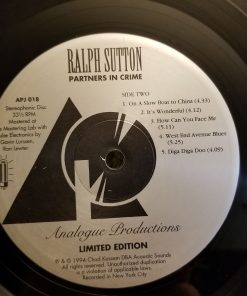 RALPH SUTTON
PARTNERS IN CRIME
APJ 018
Stereophonic Disc
33⅓ RPM
Mastered at
Mastering Lab with
Electronics by
Gavin Lurssen,
Ron Lewter
SIDE TWO
1. On A Slow Boat to China (4.33)
2. It's Wonderful (4.12)
3. How Can You Face Me
(5.11)
4. West End Avenue Blues
(5.25)
5. Diga Diga Doo (4.09)
Analogue Productions
LIMITED EDITION
℗ & © 1994 Chad Kassem DBA Acoustic Sounds
All rights reserved. Unauthorized duplication
is a violation of applicable laws.
Recorded in New York City